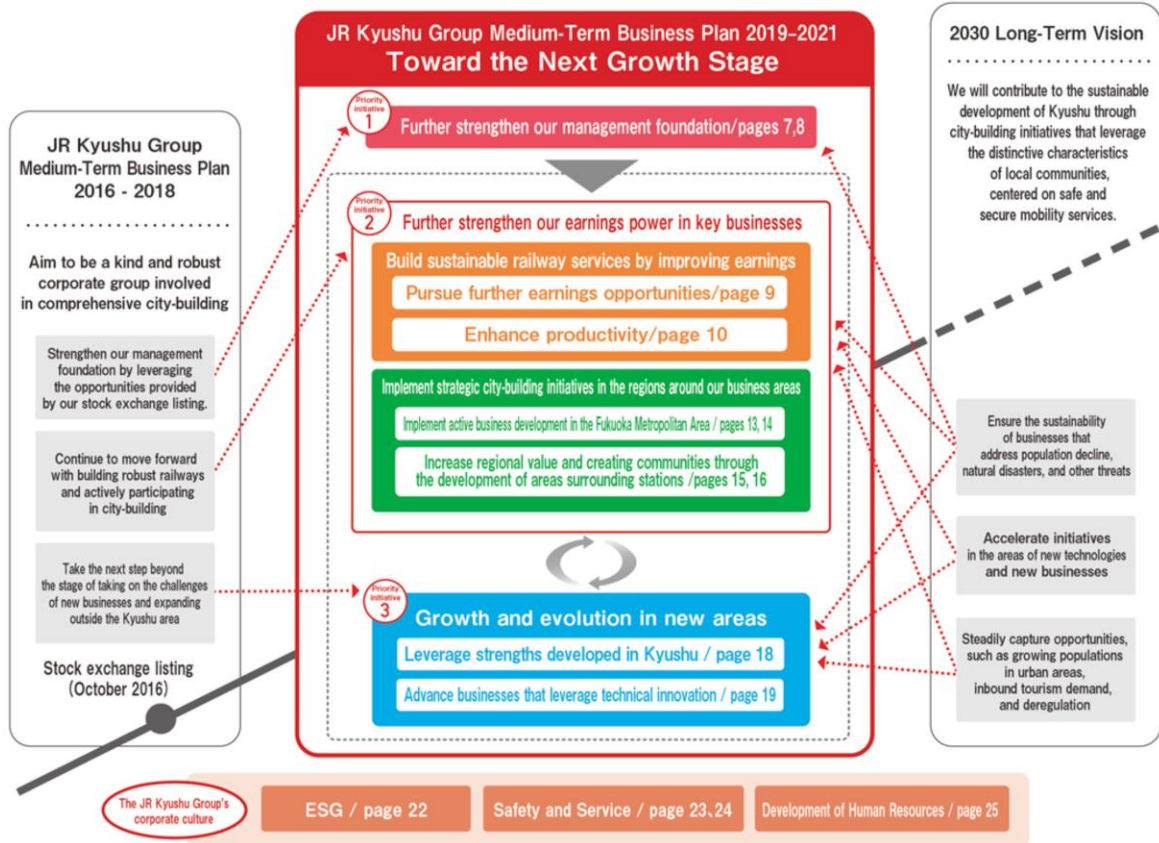 JR Kyushu Group
Medium-Term Business Plan
2016 - 2018
Aim to be a kind and robust
corporate group involved
in comprehensive city-building
Strengthen our management
foundation by leveraging
the opportunities provided
by our stock exchange listing.
Continue to move forward
with building robust railways
and actively participating
in city-building
Take the next step beyond
the stage of taking on the challenges
of new businesses and expanding
outside the Kyushu area
Stock exchange listing
(October 2016)
JR Kyushu Group Medium-Term Business Plan 2019-2021
Toward the Next Growth Stage
Priority
initiative
1
Further strengthen our management foundation/pages 7,8
Priority
initiative
2
Further strengthen our earnings power in key businesses
Build sustainable railway services by improving earnings
Pursue further earnings opportunities/page 9
Enhance productivity/page 10
Implement strategic city-building initiatives in the regions around our business areas
Implement active business development in the Fukuoka Metropolitan Area / pages 13, 14
Increase regional value and creating communities through
the development of areas surrounding stations /pages 15, 16
Priority
initiative
3
Growth and evolution in new areas
Leverage strengths developed in Kyushu / page 18
Advance businesses that leverage technical innovation / page 19
2030 Long-Term Vision
We will contribute to the sustainable
development of Kyushu through
city-building initiatives that leverage
the distinctive characteristics
of local communities,
centered on safe and
secure mobility services.
Ensure the sustainability
of businesses that
address population decline,
natural disasters, and other threats
Accelerate initiatives
in the areas of new technologies
and new businesses
Steadily capture opportunities,
such as growing populations
in urban areas,
inbound tourism demand,
and deregulation
The JR Kyushu Group's
corporate culture
ESG / page 22
Safety and Service / page 23、24
Development of Human Resources / page 25